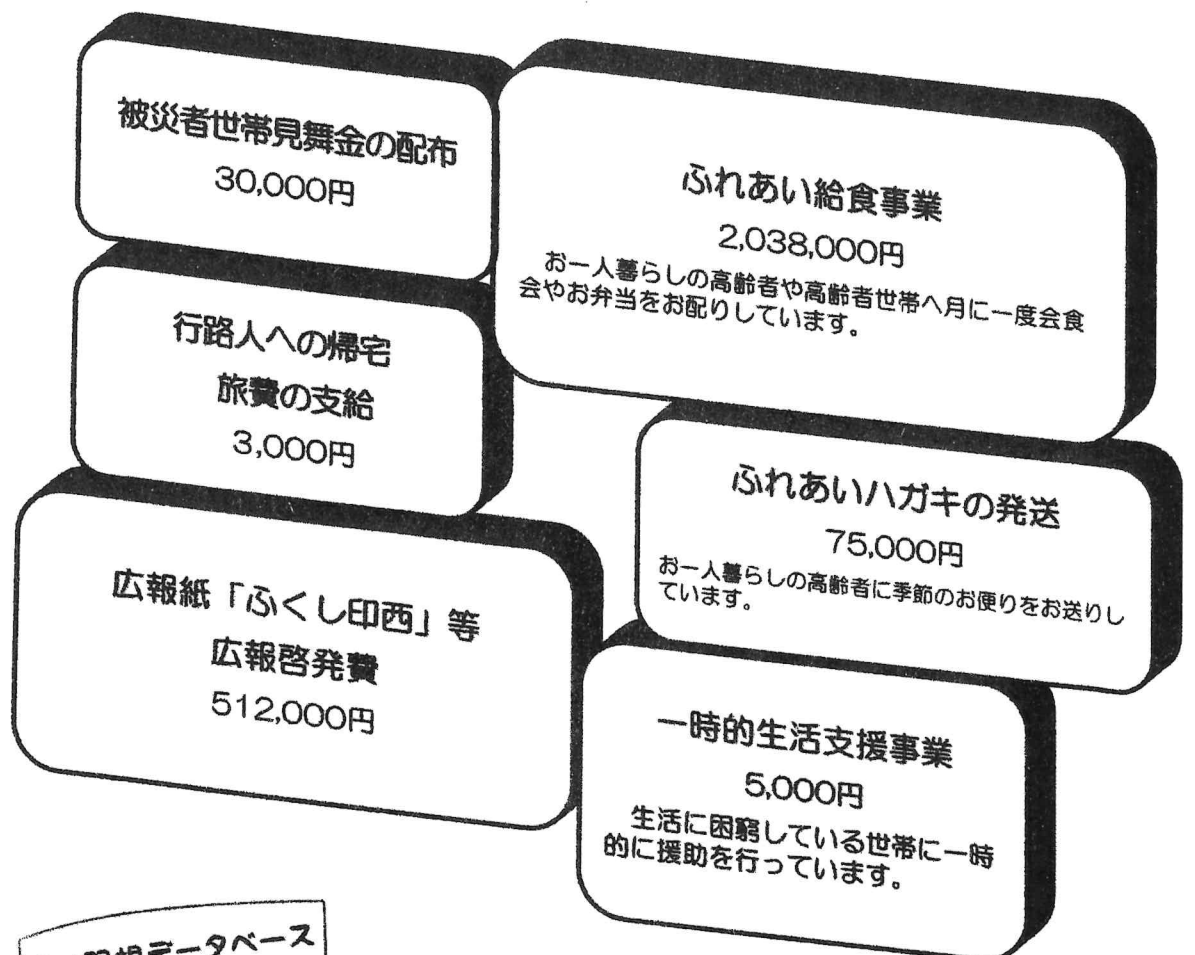 被災者世帯見舞金の配布
30,000円
ふれあい給食事業
2,038,000円
お一人暮らしの高齢者や高齢者世帯へ月に一度会食
会やお弁当をお配りしています。
行路人への帰宅
旅費の支給
3,000円
ふれあいハガキの発送
75,000円
お一人暮らしの高齢者に季節のお便りをお送りし
ています。
広報紙「ふくし印西」等
広報啓発費
512,000円
一時的生活支援事業
5,000円
生活に困窮している世帯に一時
的に援助を行っています。
データベース